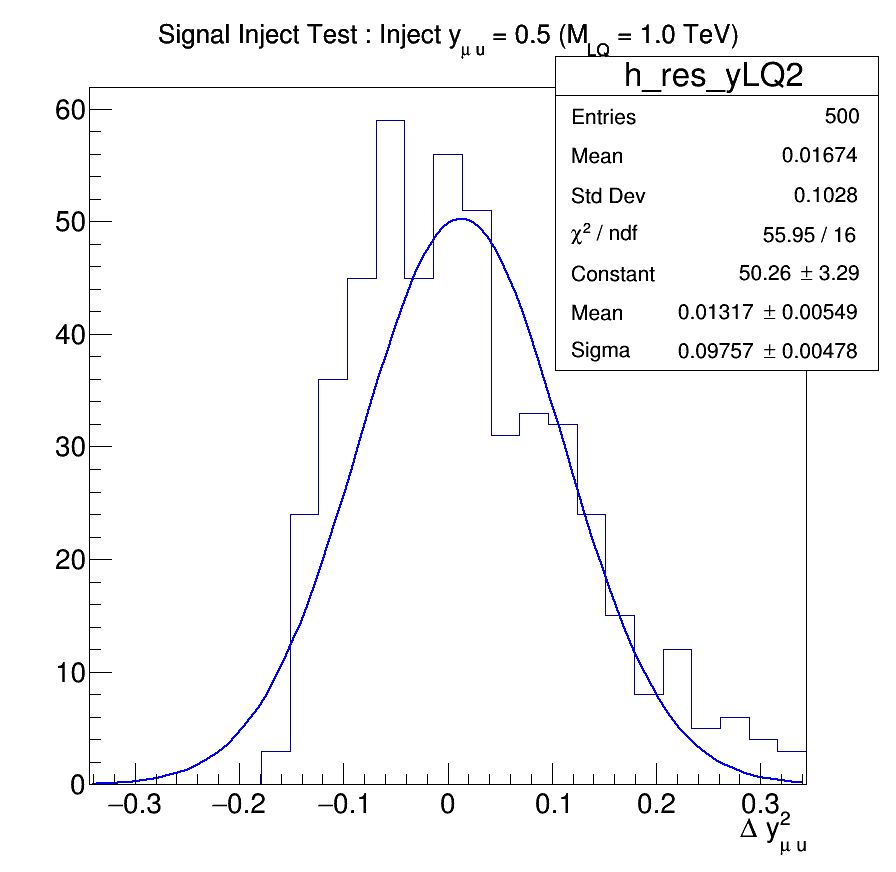 Signal Inject Test : Inject y_μ u = 0.5 (M_LQ = 1.0 TeV)
h_res_yLQ2
Entries 500
Mean 0.01674
Std Dev 0.1028
χ² / ndf 55.95 / 16
Constant 50.26 ± 3.29
Mean 0.01317 ± 0.00549
Sigma 0.09757 ± 0.00478
60
50
40
30
20
10
0
−0.3 −0.2 −0.1 0 0.1 0.2 0.3
Δ y²_μ u